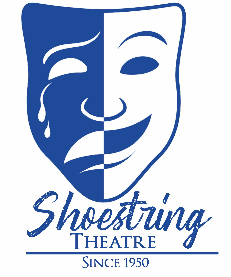 Shoestring
THEATRE
SINCE 1950